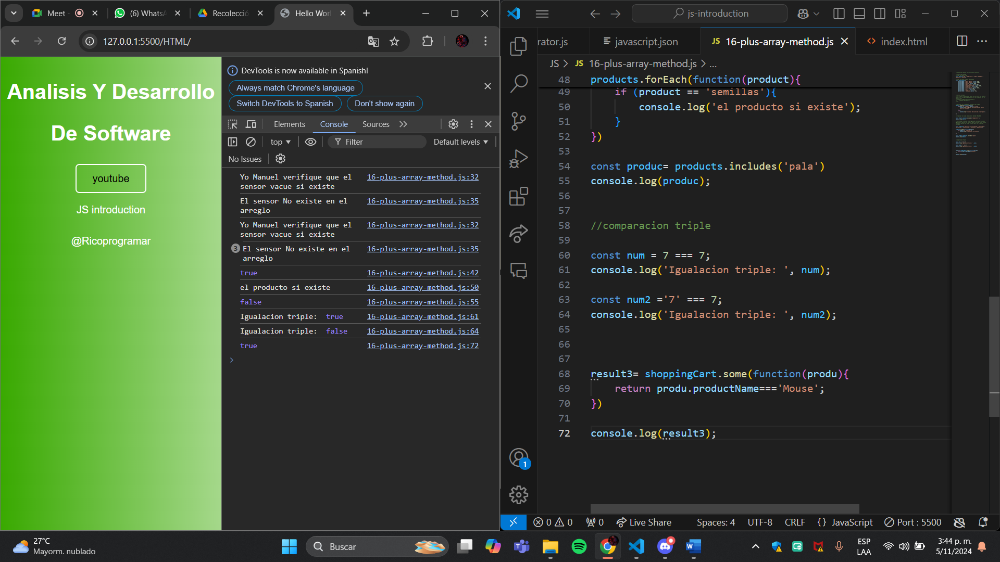 Meet -
(6) WhatsA
Recolecció
Hello Worl
127.0.0.1:5500/HTML/
Analisis Y Desarrollo
De Software
youtube
JS introduction
@Ricoprogramar
DevTools is now available in Spanish!
Always match Chrome's language
Switch DevTools to Spanish
Don't show again
Elements
Console
Sources
top
Filter
Default levels
No Issues
Yo Manuel verifique que el 16-plus-array-method.js:32
sensor vacue si existe
El sensor No existe en el 16-plus-array-method.js:35
arreglo
Yo Manuel verifique que el 16-plus-array-method.js:32
sensor vacue si existe
3 El sensor No existe en el 16-plus-array-method.js:35
arreglo
true 16-plus-array-method.js:42
el producto si existe 16-plus-array-method.js:50
false 16-plus-array-method.js:55
Igualacion triple: true 16-plus-array-method.js:61
Igualacion triple: false 16-plus-array-method.js:64
true 16-plus-array-method.js:72
js-introduction
rator.js
javascript.json
JS 16-plus-array-method.js
index.html
JS > JS 16-plus-array-method.js > ...
48 products.forEach(function(product){
49 if (product == 'semillas'){
50 console.log('el producto si existe');
51 }
52 })
53
54 const produc= products.includes('pala')
55 console.log(produc);
56
57
58 //comparacion triple
59
60 const num = 7 === 7;
61 console.log('Igualacion triple: ', num);
62
63 const num2 ='7' === 7;
64 console.log('Igualacion triple: ', num2);
65
66
67
68 result3= shoppingCart.some(function(produ){
69 return produ.productName==='Mouse';
70 })
71
72 console.log(result3);
1
0 0 0 Live Share Spaces: 4 UTF-8 CRLF {} JavaScript Port : 5500
27°C
Mayorm. nublado
Buscar
ESP
LAA
3:44 p. m.
5/11/2024